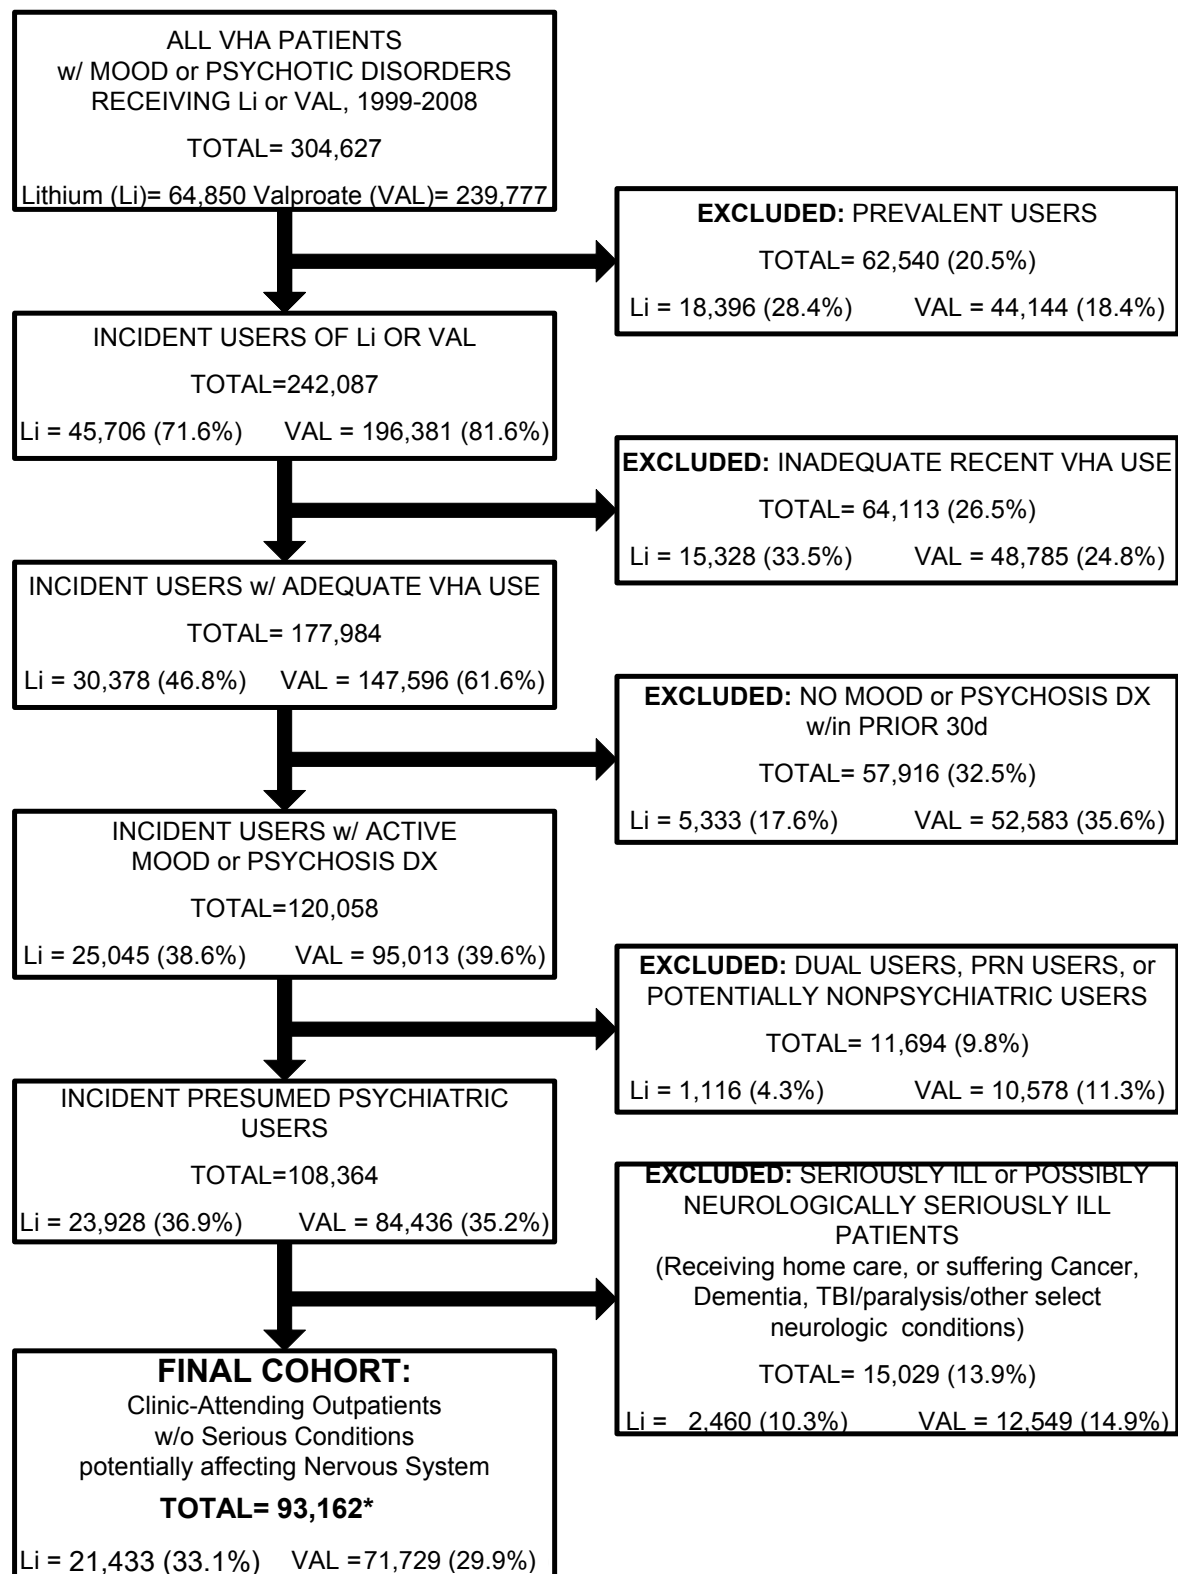 ALL VHA PATIENTS
w/ MOOD or PSYCHOTIC DISORDERS
RECEIVING Li or VAL, 1999-2008
TOTAL= 304,627
Lithium (Li)= 64,850 Valproate (VAL)= 239,777
EXCLUDED: PREVALENT USERS
TOTAL= 62,540 (20.5%)
Li = 18,396 (28.4%) VAL = 44,144 (18.4%)
INCIDENT USERS OF Li OR VAL
TOTAL=242,087
Li = 45,706 (71.6%) VAL = 196,381 (81.6%)
EXCLUDED: INADEQUATE RECENT VHA USE
TOTAL= 64,113 (26.5%)
Li = 15,328 (33.5%) VAL = 48,785 (24.8%)
INCIDENT USERS w/ ADEQUATE VHA USE
TOTAL= 177,984
Li = 30,378 (46.8%) VAL = 147,596 (61.6%)
EXCLUDED: NO MOOD or PSYCHOSIS DX
w/in PRIOR 30d
TOTAL= 57,916 (32.5%)
Li = 5,333 (17.6%) VAL = 52,583 (35.6%)
INCIDENT USERS w/ ACTIVE
MOOD or PSYCHOSIS DX
TOTAL=120,058
Li = 25,045 (38.6%) VAL = 95,013 (39.6%)
EXCLUDED: DUAL USERS, PRN USERS, or
POTENTIALLY NONPSYCHIATRIC USERS
TOTAL= 11,694 (9.8%)
Li = 1,116 (4.3%) VAL = 10,578 (11.3%)
INCIDENT PRESUMED PSYCHIATRIC
USERS
TOTAL=108,364
Li = 23,928 (36.9%) VAL = 84,436 (35.2%)
EXCLUDED: SERIOUSLY ILL or POSSIBLY
NEUROLOGICALLY SERIOUSLY ILL
PATIENTS
(Receiving home care, or suffering Cancer,
Dementia, TBI/paralysis/other select
neurologic conditions)
TOTAL= 15,029 (13.9%)
Li = 2,460 (10.3%) VAL = 12,549 (14.9%)
FINAL COHORT:
Clinic-Attending Outpatients
w/o Serious Conditions
potentially affecting Nervous System
TOTAL= 93,162*
Li = 21,433 (33.1%) VAL =71,729 (29.9%)